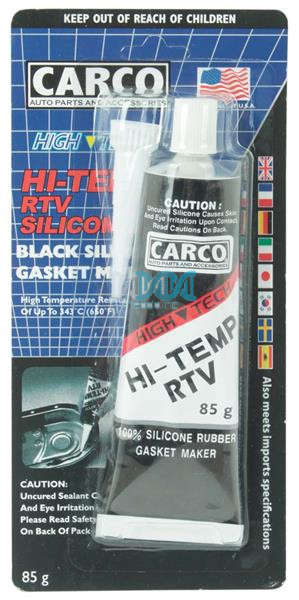 KEEP OUT OF REACH OF CHILDREN
CARCO
AUTO PARTS AND ACCESSORIES
U.S.A.
HIGH
HI-TEMP
RTV
SILICON
BLACK SIL
GASKET M
High Temperature
Of Up To 343°C (650°F)
CAUTION:
Uncured Silicone Causes Skin
And Eye Irritation Upon Contact
Read Cautions On Back.
CARCO
AUTO PARTS AND ACCESSORIES
HIGH TECH
HI-TEMP
RTV
85 g
100% SILICONE RUBBER
GASKET MAKER
Also meets imports specifications
CAUTION:
Uncured Sealant
And Eye Irritation
Please Read Safety
On Back Of Pack
85 g